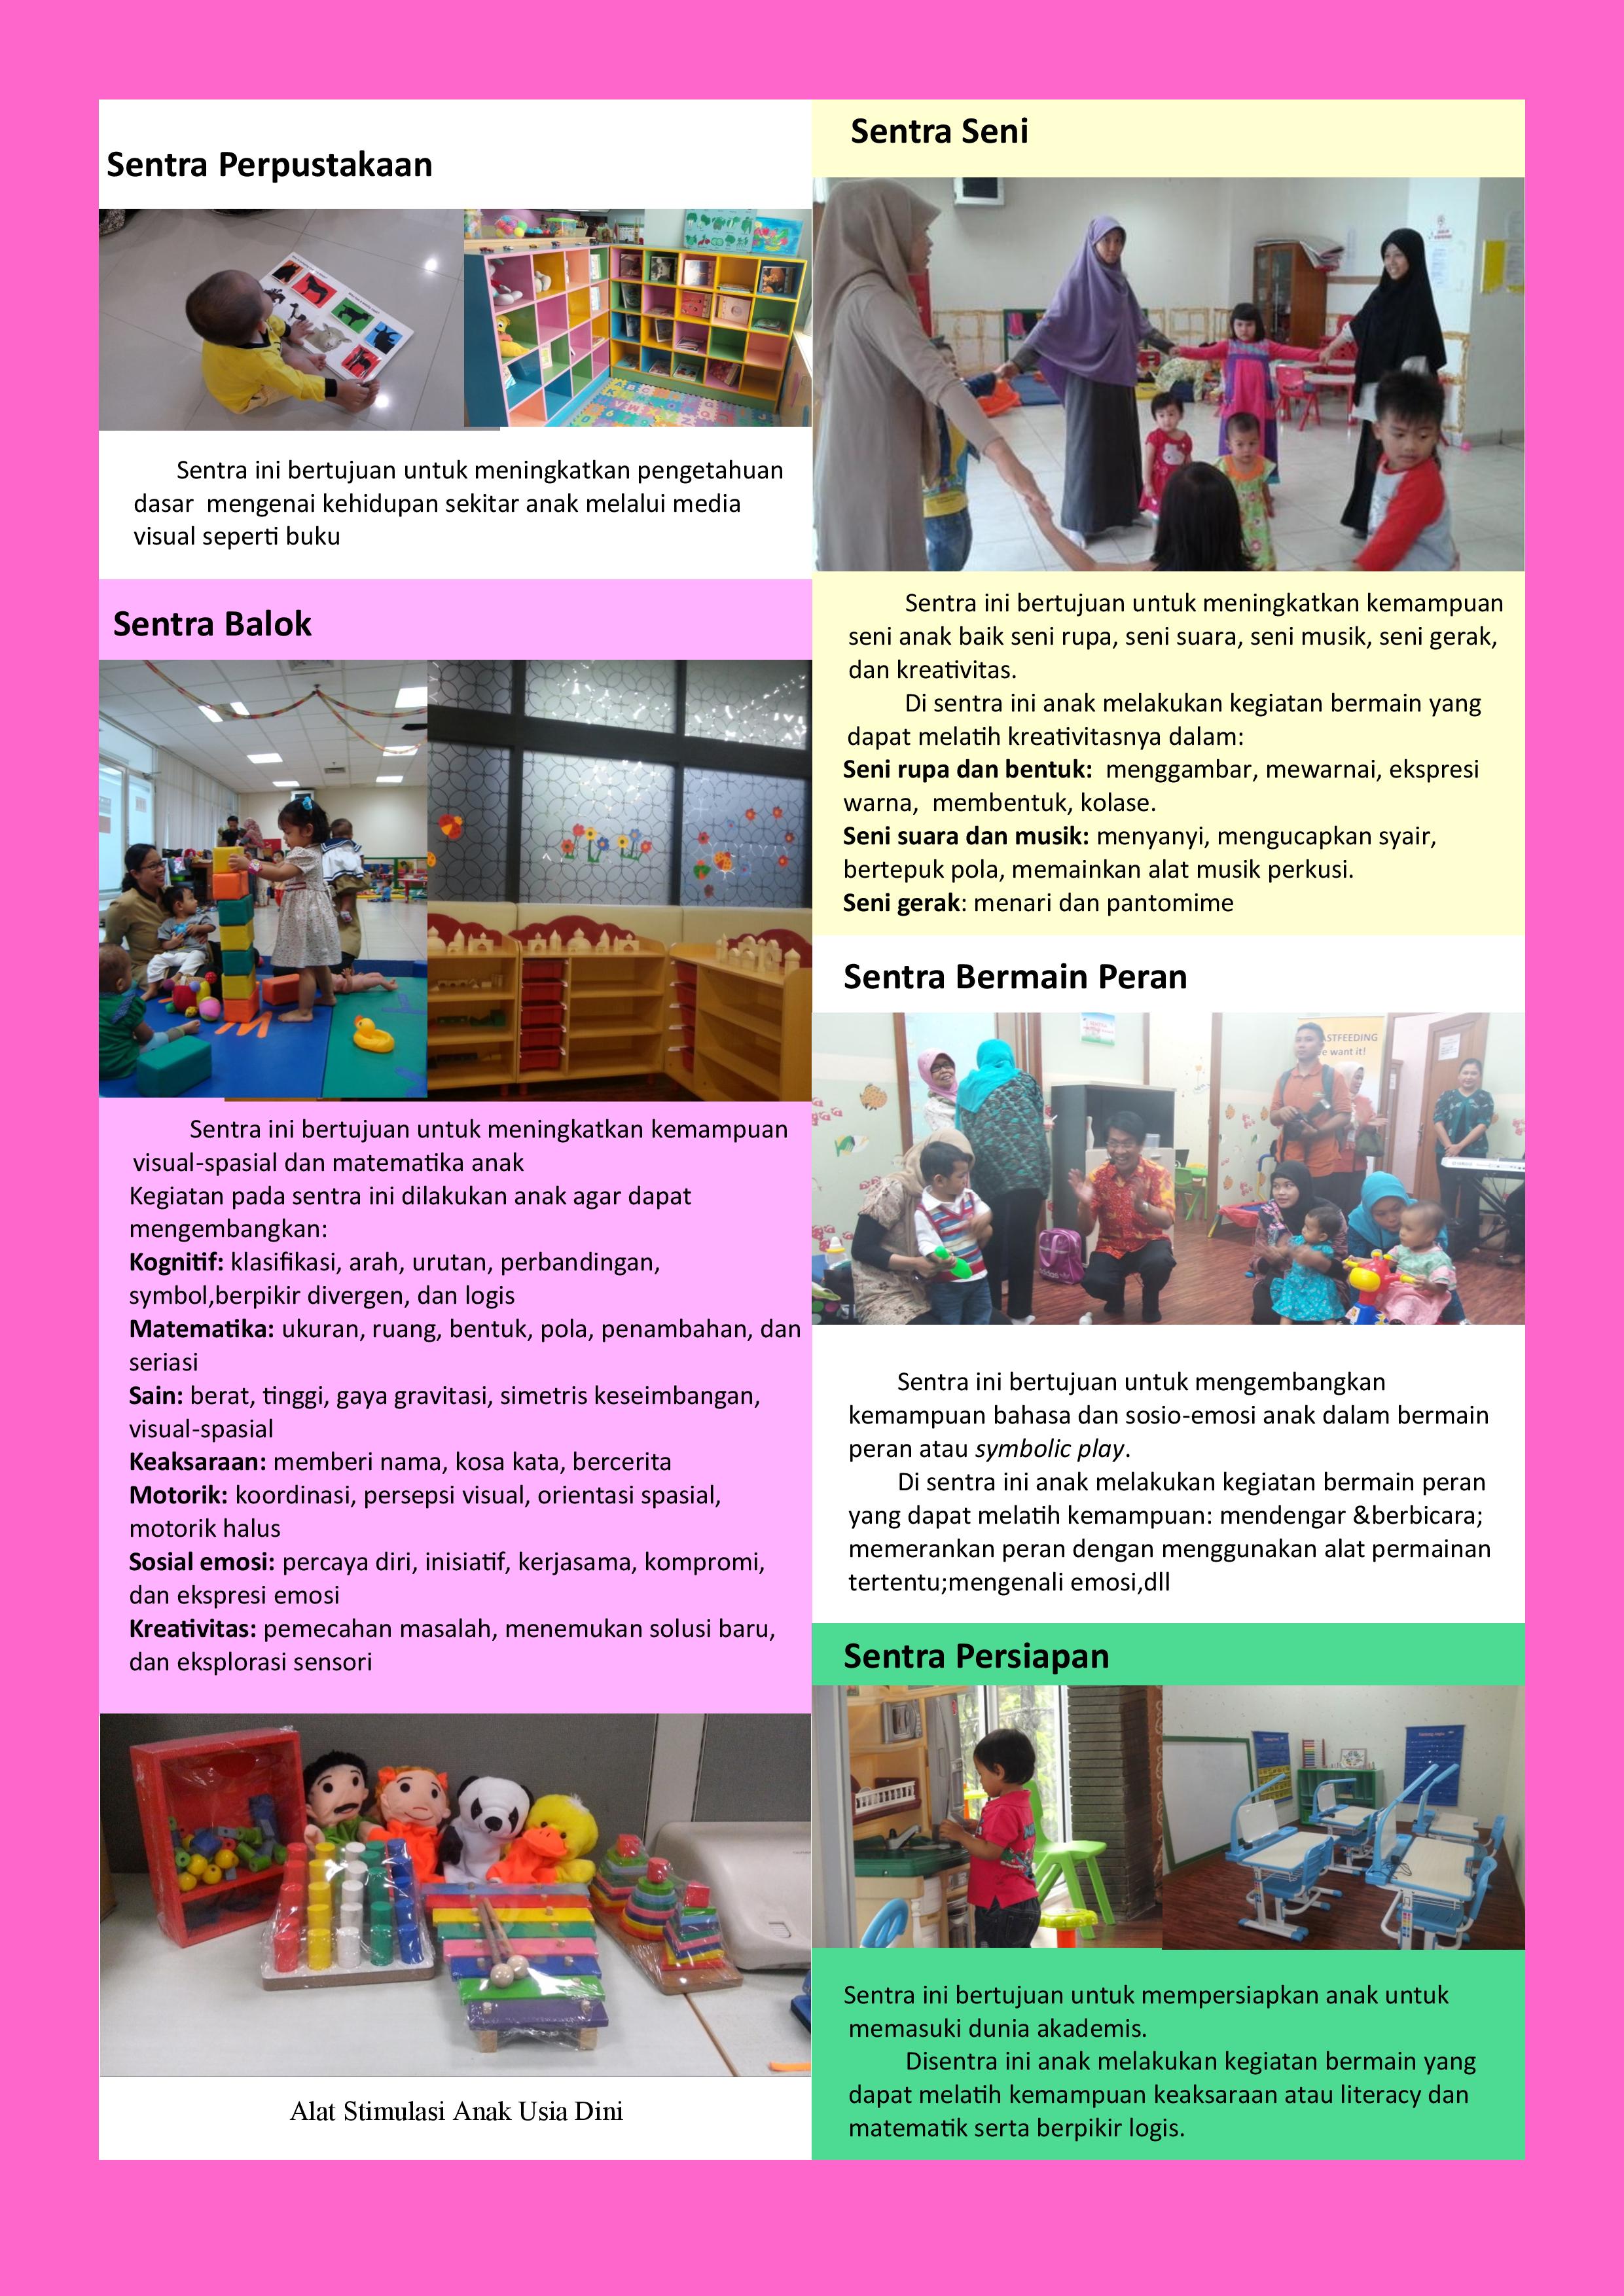 Sentra Perpustakaan
Sentra ini bertujuan untuk meningkatkan pengetahuan
dasar  mengenai kehidupan sekitar anak melalui media
visual seperti buku
Sentra Balok
Sentra ini bertujuan untuk meningkatkan kemampuan
visual-spasial dan matematika anak
Kegiatan pada sentra ini dilakukan anak agar dapat
mengembangkan:
Kognitif: klasifikasi, arah, urutan, perbandingan,
symbol,berpikir divergen, dan logis
Matematika: ukuran, ruang, bentuk, pola, penambahan, dan
seriasi
Sain: berat, tinggi, gaya gravitasi, simetris keseimbangan,
visual-spasial
Keaksaraan: memberi nama, kosa kata, bercerita
Motorik: koordinasi, persepsi visual, orientasi spasial,
motorik halus
Sosial emosi: percaya diri, inisiatif, kerjasama, kompromi,
dan ekspresi emosi
Kreativitas: pemecahan masalah, menemukan solusi baru,
dan eksplorasi sensori
Alat Stimulasi Anak Usia Dini
Sentra Seni
Sentra ini bertujuan untuk meningkatkan kemampuan
seni anak baik seni rupa, seni suara, seni musik, seni gerak,
dan kreativitas.
Di sentra ini anak melakukan kegiatan bermain yang
dapat melatih kreativitasnya dalam:
Seni rupa dan bentuk:  menggambar, mewarnai, ekspresi
warna,  membentuk, kolase.
Seni suara dan musik: menyanyi, mengucapkan syair,
bertepuk pola, memainkan alat musik perkusi.
Seni gerak: menari dan pantomime
Sentra Bermain Peran
STFEEDING
e want it!
Sentra ini bertujuan untuk mengembangkan
kemampuan bahasa dan sosio-emosi anak dalam bermain
peran atau symbolic play.
Di sentra ini anak melakukan kegiatan bermain peran
yang dapat melatih kemampuan: mendengar &berbicara;
memerankan peran dengan menggunakan alat permainan
tertentu;mengenali emosi,dll
Sentra Persiapan
Sentra ini bertujuan untuk mempersiapkan anak untuk
memasuki dunia akademis.
Disentra ini anak melakukan kegiatan bermain yang
dapat melatih kemampuan keaksaraan atau literacy dan
matematik serta berpikir logis.